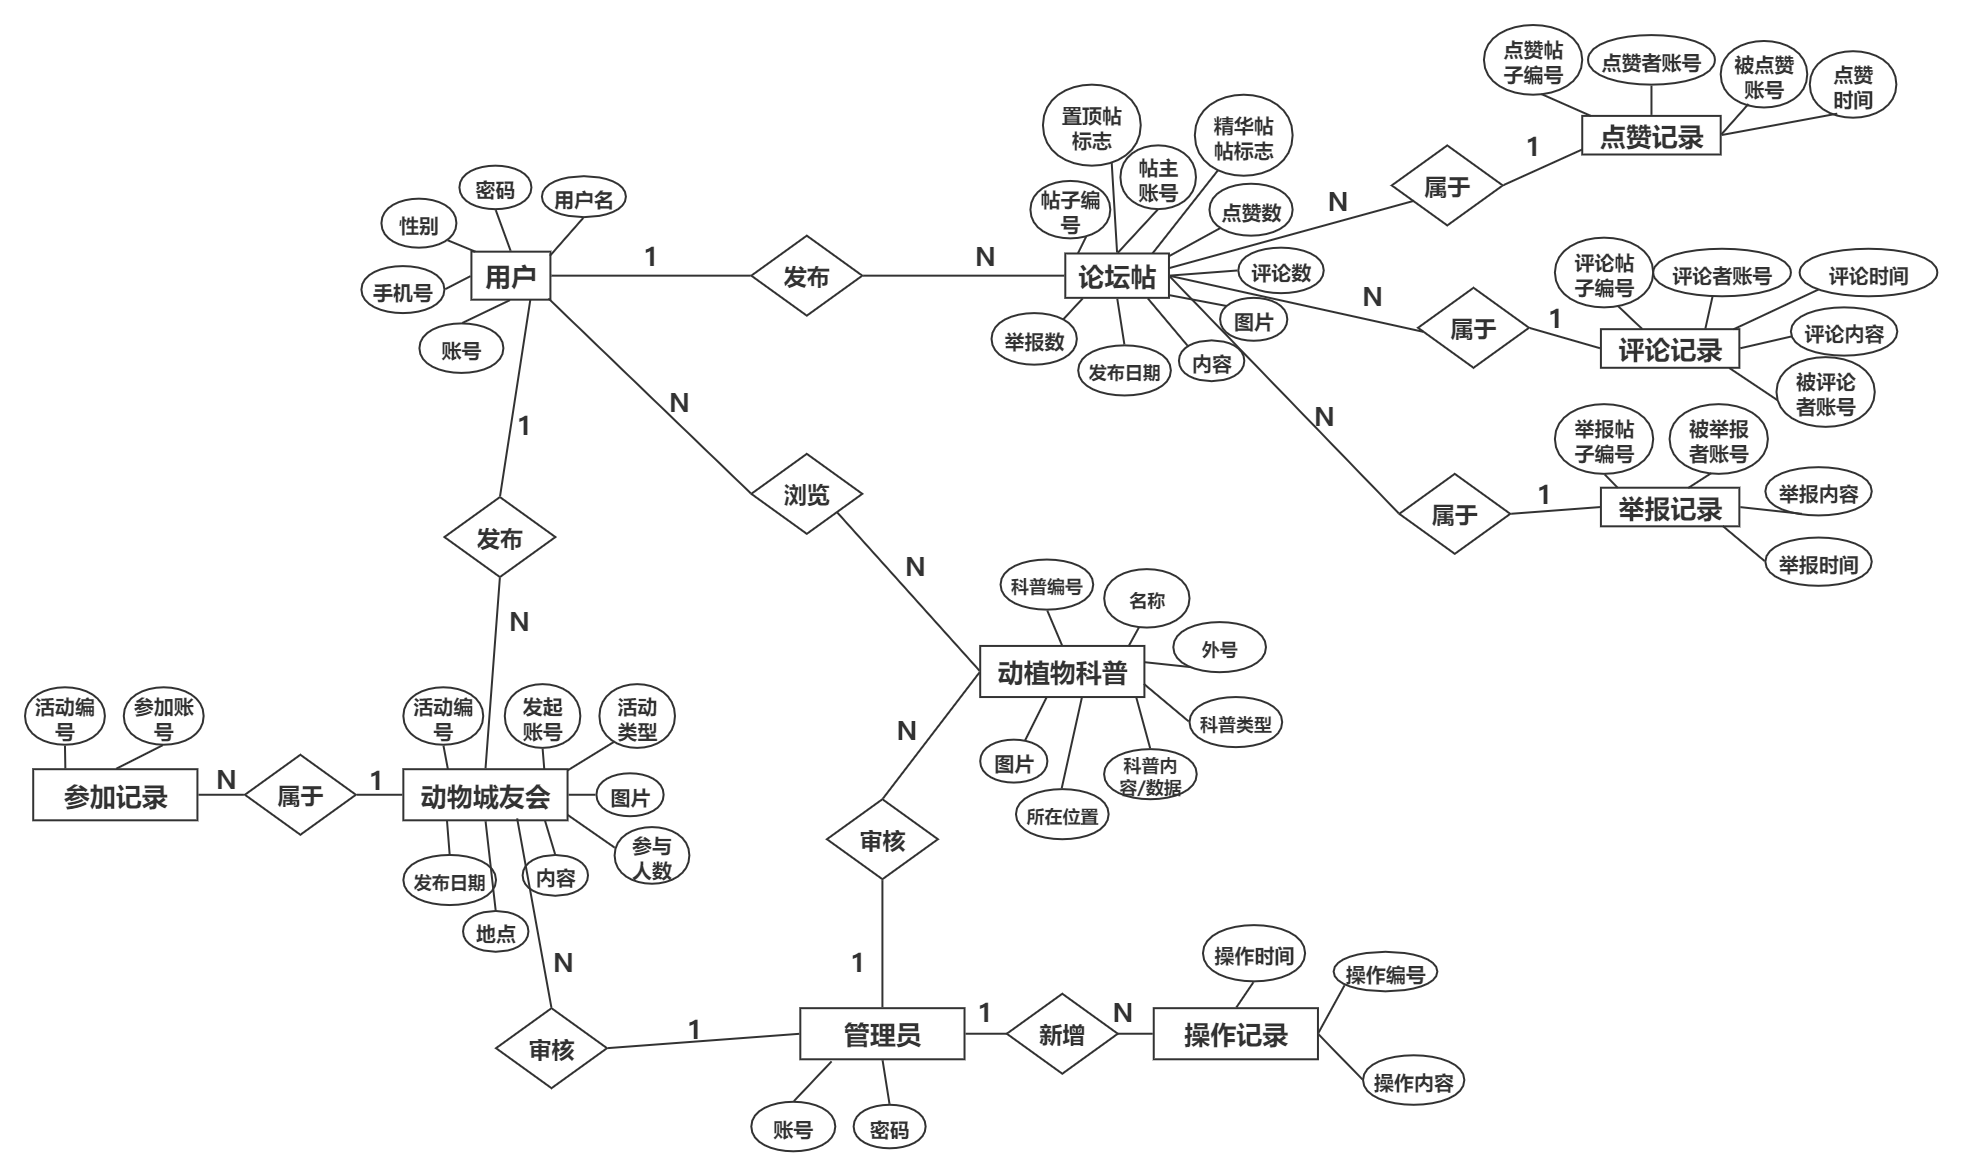 点赞帖
子编号
点赞者账号
被点赞
账号
点赞
时间
点赞记录
1
属于
N
置顶帖
标志
精华帖
帖标志
帖主
账号
帖子编
号
点赞数
评论数
图片
内容
发布日期
举报数
论坛帖
密码
用户名
性别
手机号
账号
用户
1
发布
N
评论帖
子编号
评论者账号
评论时间
评论内容
被评论
者账号
评论记录
N
属于
1
举报帖
子编号
被举报
者账号
举报内容
举报时间
举报记录
N
属于
1
N
浏览
N
1
发布
N
科普编号
名称
外号
科普类型
科普内
容/数据
所在位置
图片
动植物科普
活动编
号
参加账
号
参加记录
N
属于
1
活动编
号
发起
账号
活动
类型
图片
参与
人数
内容
地点
发布日期
动物城友会
N
审核
1
N
审核
1
管理员
账号
密码
1
新增
N
操作时间
操作编号
操作内容
操作记录